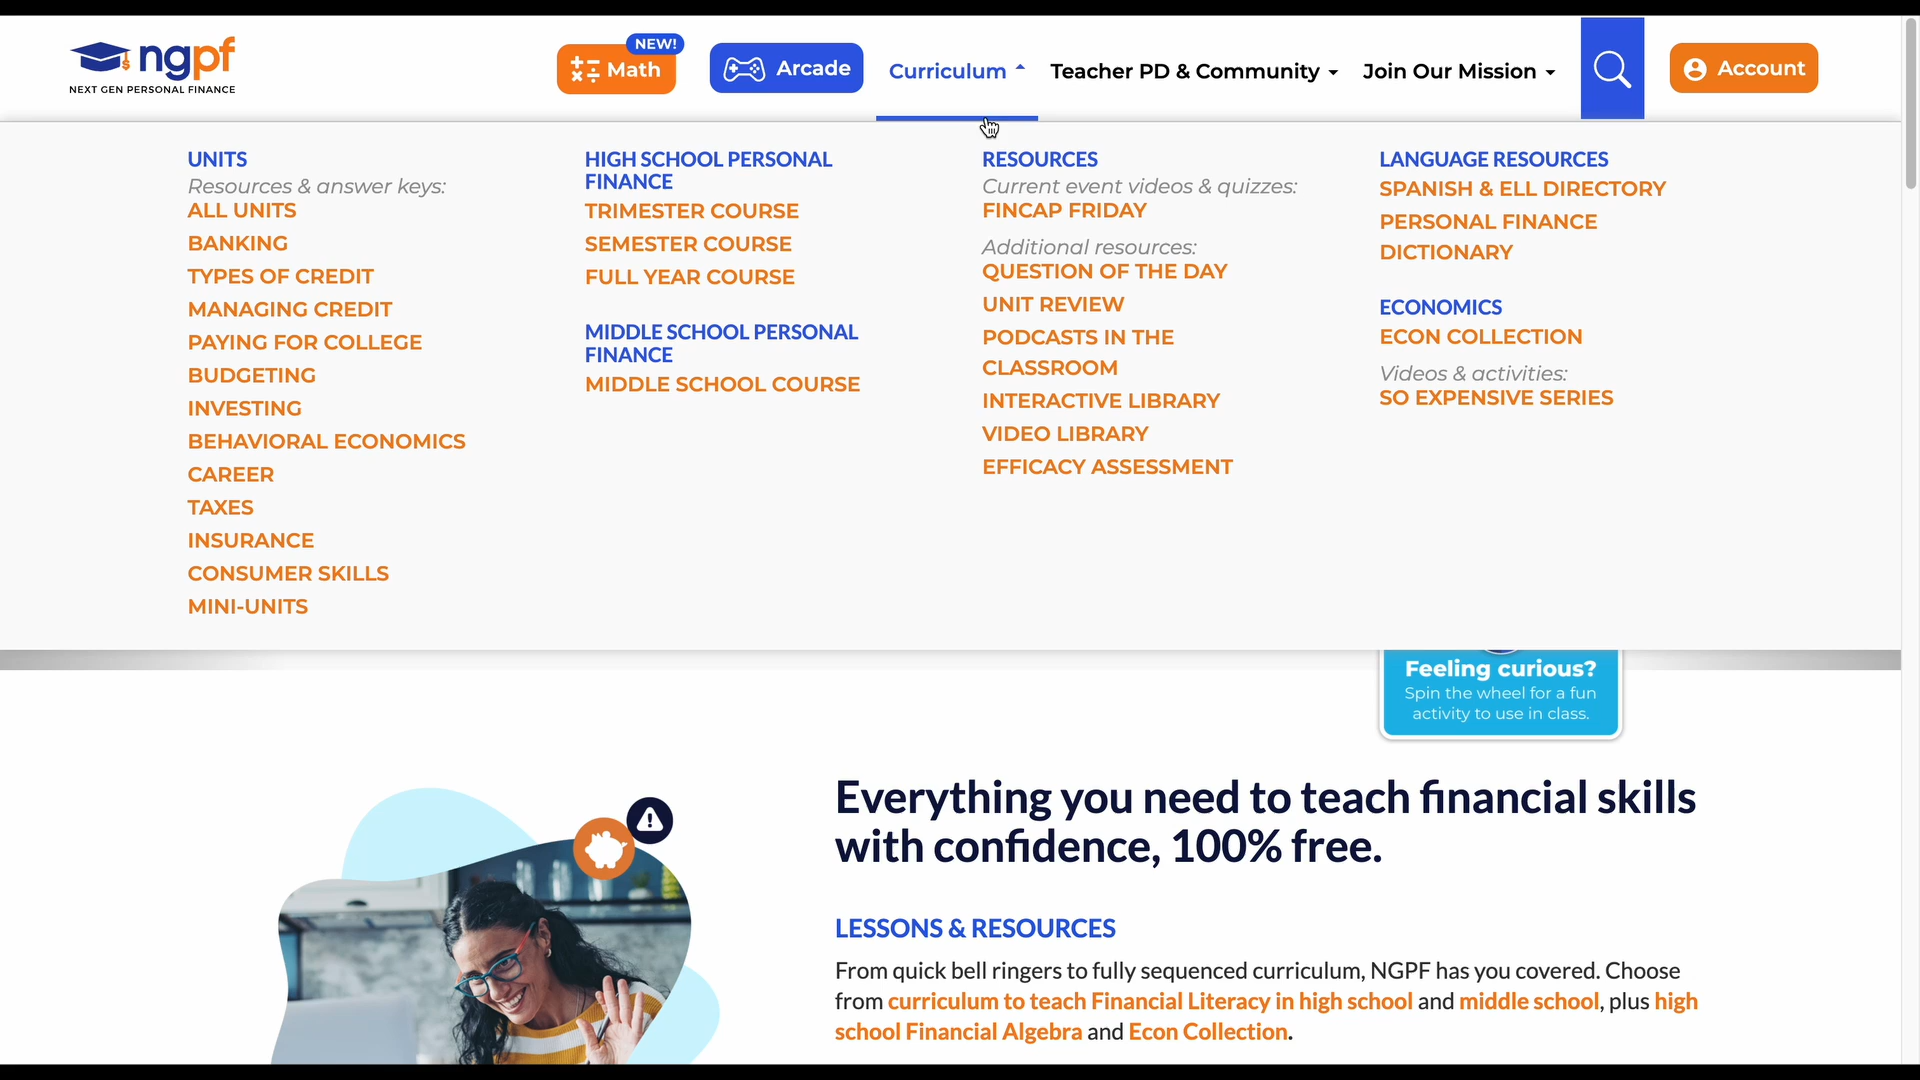 ngpf
NEXT GEN PERSONAL FINANCE
NEW!
Math
Arcade
Curriculum
Teacher PD & Community
Join Our Mission
Account
UNITS
Resources & answer keys:
ALL UNITS
BANKING
TYPES OF CREDIT
MANAGING CREDIT
PAYING FOR COLLEGE
BUDGETING
INVESTING
BEHAVIORAL ECONOMICS
CAREER
TAXES
INSURANCE
CONSUMER SKILLS
MINI-UNITS
HIGH SCHOOL PERSONAL
FINANCE
TRIMESTER COURSE
SEMESTER COURSE
FULL YEAR COURSE
MIDDLE SCHOOL PERSONAL
FINANCE
MIDDLE SCHOOL COURSE
RESOURCES
Current event videos & quizzes:
FINCAP FRIDAY
Additional resources:
QUESTION OF THE DAY
UNIT REVIEW
PODCASTS IN THE
CLASSROOM
INTERACTIVE LIBRARY
VIDEO LIBRARY
EFFICACY ASSESSMENT
LANGUAGE RESOURCES
SPANISH & ELL DIRECTORY
PERSONAL FINANCE
DICTIONARY
ECONOMICS
ECON COLLECTION
Videos & activities:
SO EXPENSIVE SERIES
Feeling curious?
Spin the wheel for a fun
activity to use in class.
Everything you need to teach financial skills
with confidence, 100% free.
LESSONS & RESOURCES
From quick bell ringers to fully sequenced curriculum, NGPF has you covered. Choose
from curriculum to teach Financial Literacy in high school and middle school, plus high
school Financial Algebra and Econ Collection.